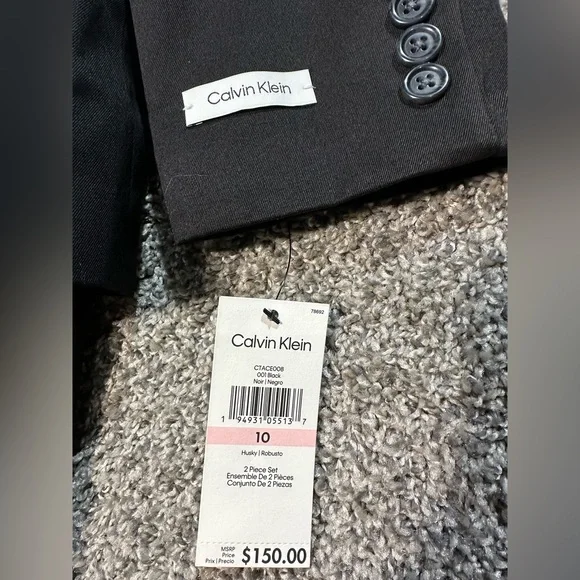 Calvin Klein
78692
Calvin Klein
CTACE008
001 Black
Noir | Negro
1 94931 05513 7
10
Husky | Robusto
2 Piece Set
Ensemble De 2 Pièces
Conjunto De 2 Piezas
MSRP
Price
Prix | Precio
$150.00